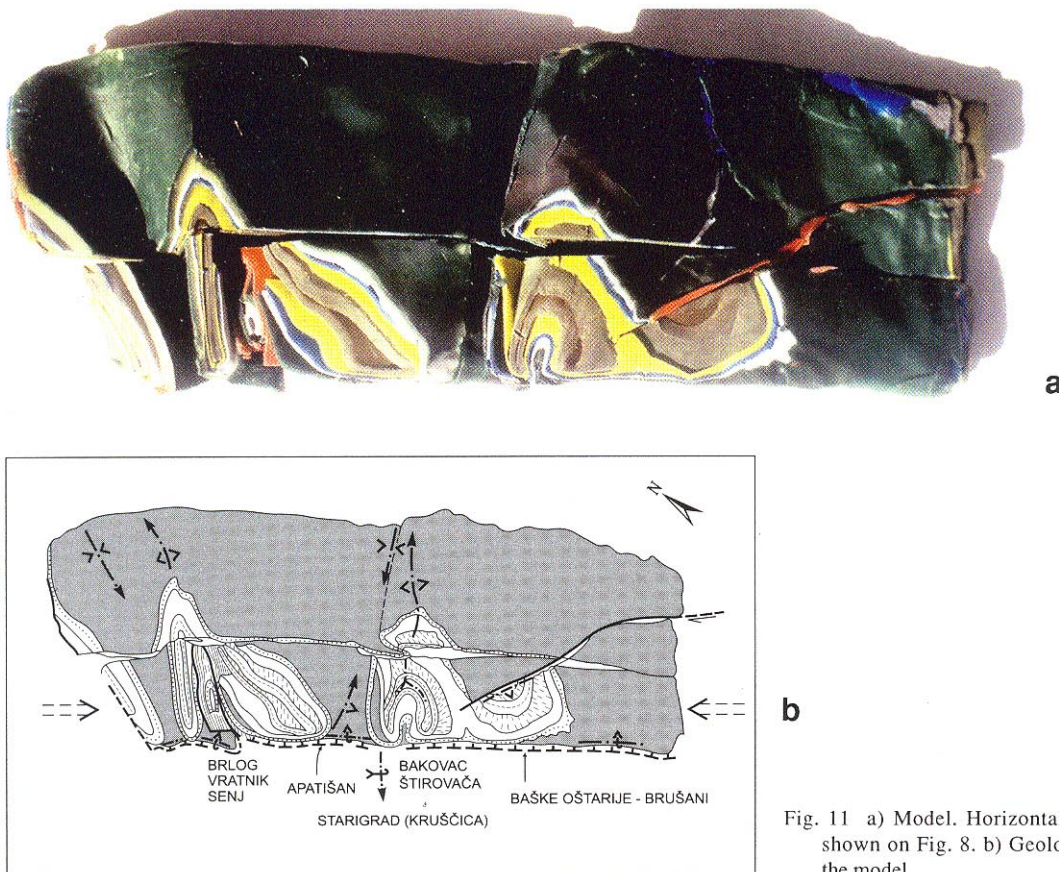 a
N
b
BRLOG
VRATNIK
SENJ
APATIŠAN
BAKOVAC
ŠTIROVAČA
STARIGRAD (KRUŠČICA)
BAŠKE OŠTARIJE - BRUŠANI
Fig. 11 a) Model. Horizonta
shown on Fig. 8. b) Geolo
the model